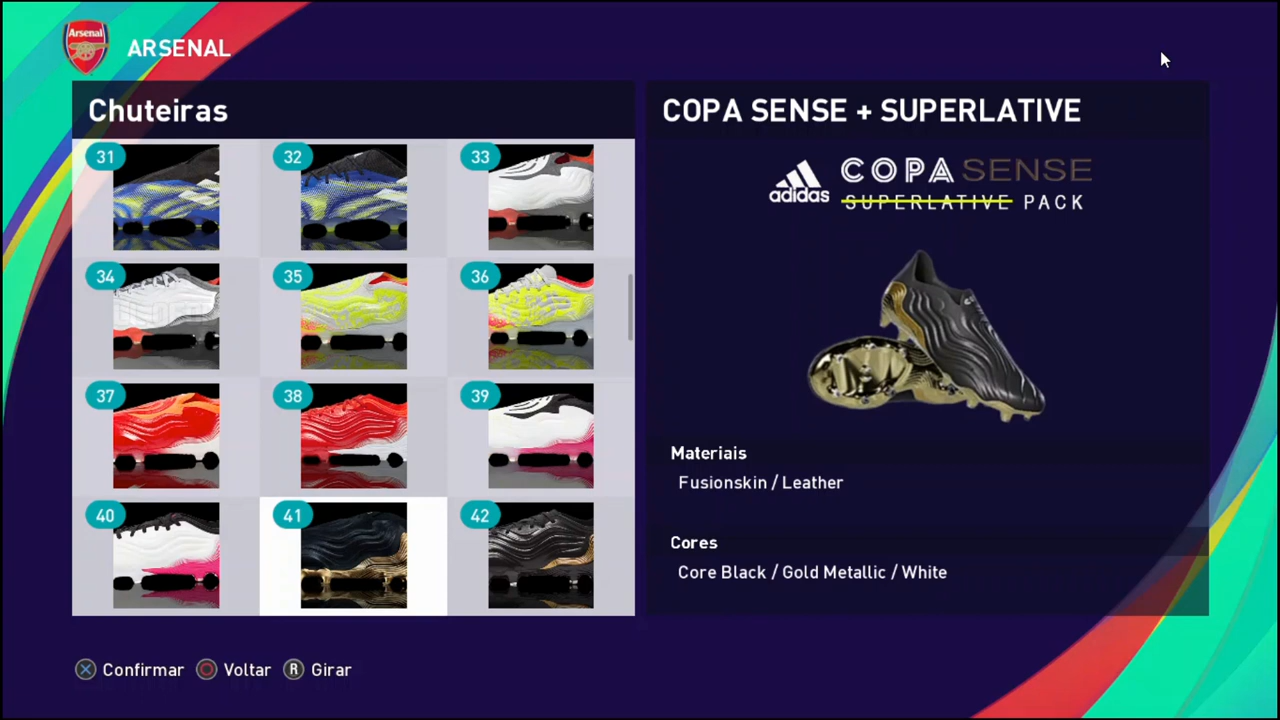 Arsenal
ARSENAL
Chuteiras
31
32
33
34
35
36
37
38
39
40
41
42
COPA SENSE + SUPERLATIVE
adidas
COPA SENSE
SUPERLATIVE PACK
Materiais
Fusionskin / Leather
Cores
Core Black / Gold Metallic / White
Confirmar
Voltar
R Girar